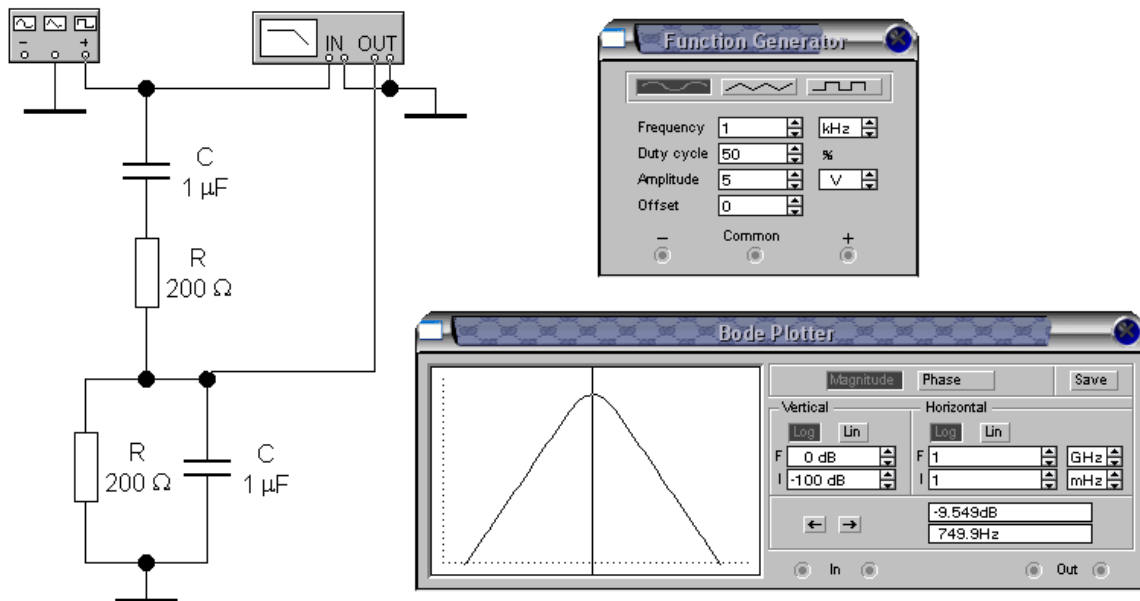 − +
IN OUT
C
1 μF
R
200 Ω
R
200 Ω
C
1 μF
Function Generator
Frequency 1 kHz
Duty cycle 50 %
Amplitude 5 V
Offset 0
− Common +
Bode Plotter
Magnitude Phase Save
Vertical Horizontal
Log Lin Log Lin
F 0 dB F 1 GHz
I -100 dB I 1 mHz
← → -9.549dB
749.9Hz
In Out